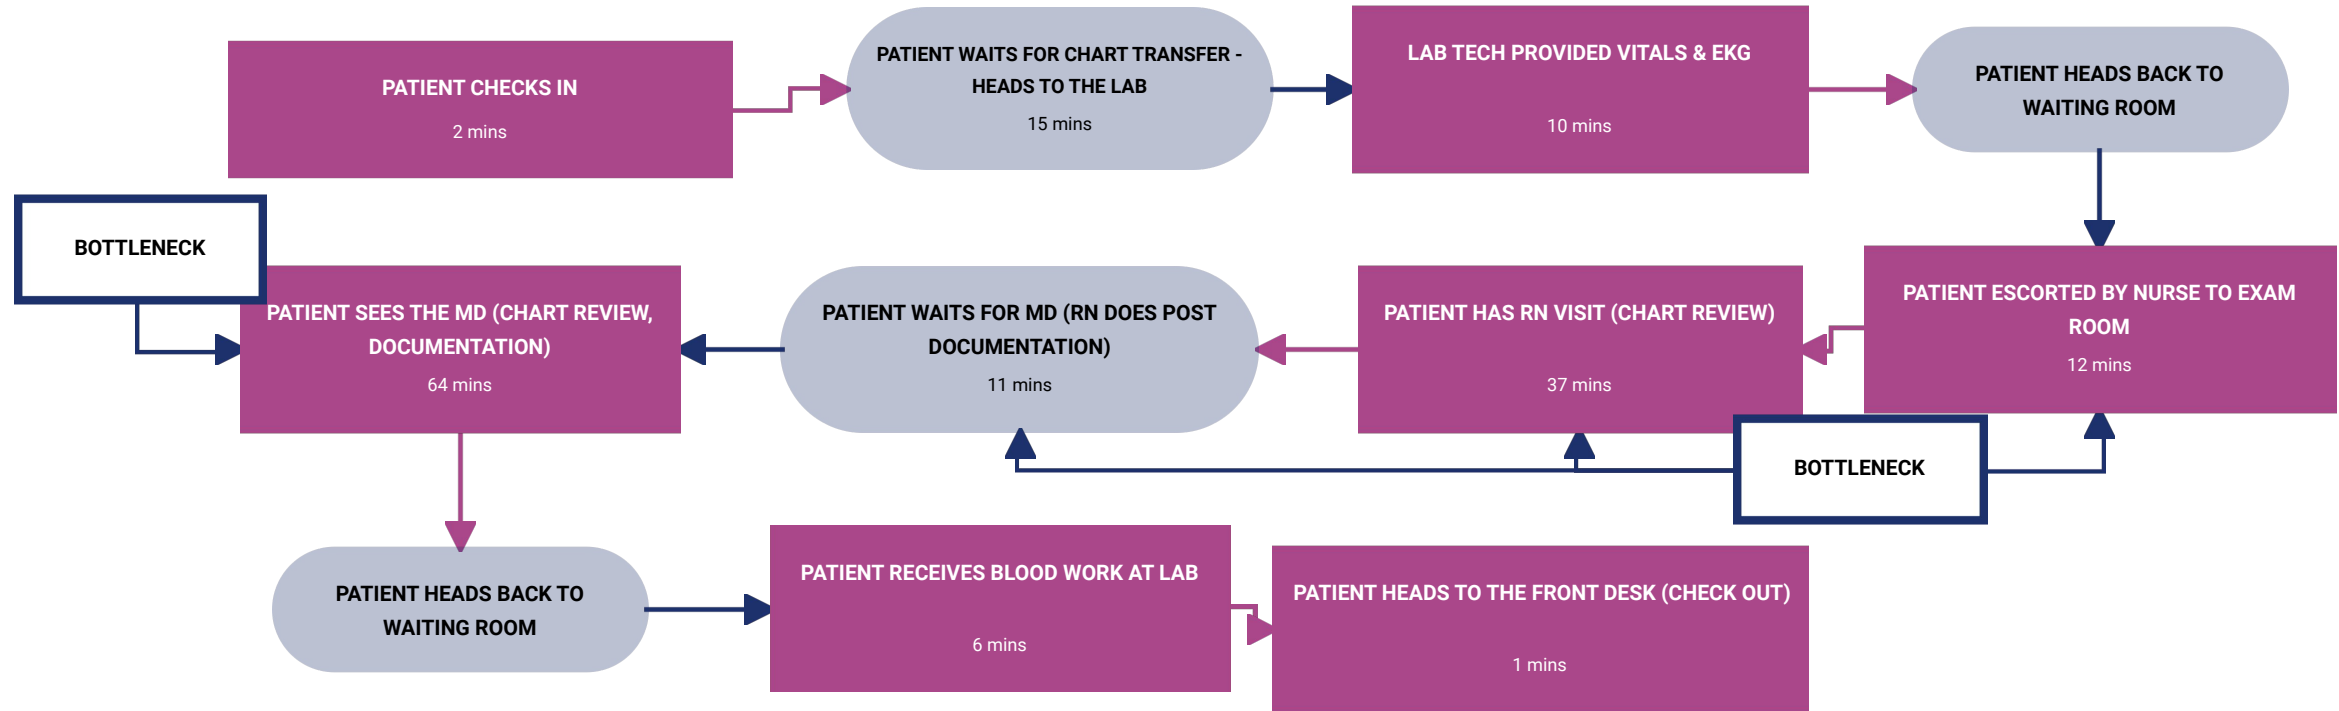 PATIENT CHECKS IN
2 mins
PATIENT WAITS FOR CHART TRANSFER -
HEADS TO THE LAB
15 mins
LAB TECH PROVIDED VITALS & EKG
10 mins
PATIENT HEADS BACK TO
WAITING ROOM
PATIENT ESCORTED BY NURSE TO EXAM
ROOM
12 mins
PATIENT HAS RN VISIT (CHART REVIEW)
37 mins
BOTTLENECK
PATIENT WAITS FOR MD (RN DOES POST
DOCUMENTATION)
11 mins
BOTTLENECK
PATIENT SEES THE MD (CHART REVIEW,
DOCUMENTATION)
64 mins
PATIENT HEADS BACK TO
WAITING ROOM
PATIENT RECEIVES BLOOD WORK AT LAB
6 mins
PATIENT HEADS TO THE FRONT DESK (CHECK OUT)
1 mins